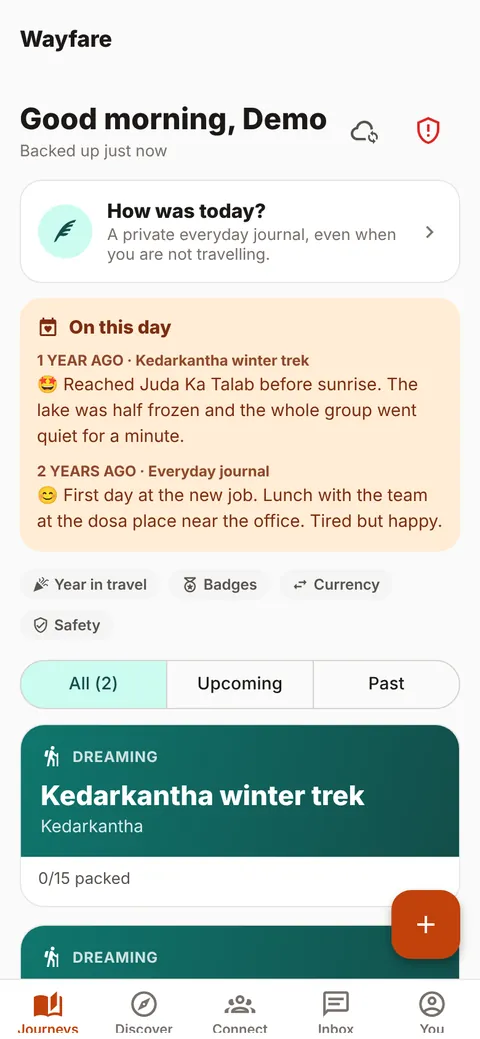 Wayfare
Good morning, Demo
Backed up just now
How was today?
A private everyday journal, even when
you are not travelling.
On this day
1 YEAR AGO · Kedarkantha winter trek
🤩 Reached Juda Ka Talab before sunrise. The
lake was half frozen and the whole group went
quiet for a minute.
2 YEARS AGO · Everyday journal
😊 First day at the new job. Lunch with the team
at the dosa place near the office. Tired but happy.
Year in travel
Badges
Currency
Safety
All (2)
Upcoming
Past
DREAMING
Kedarkantha winter trek
Kedarkantha
0/15 packed
DREAMING
Journeys
Discover
Connect
Inbox
You